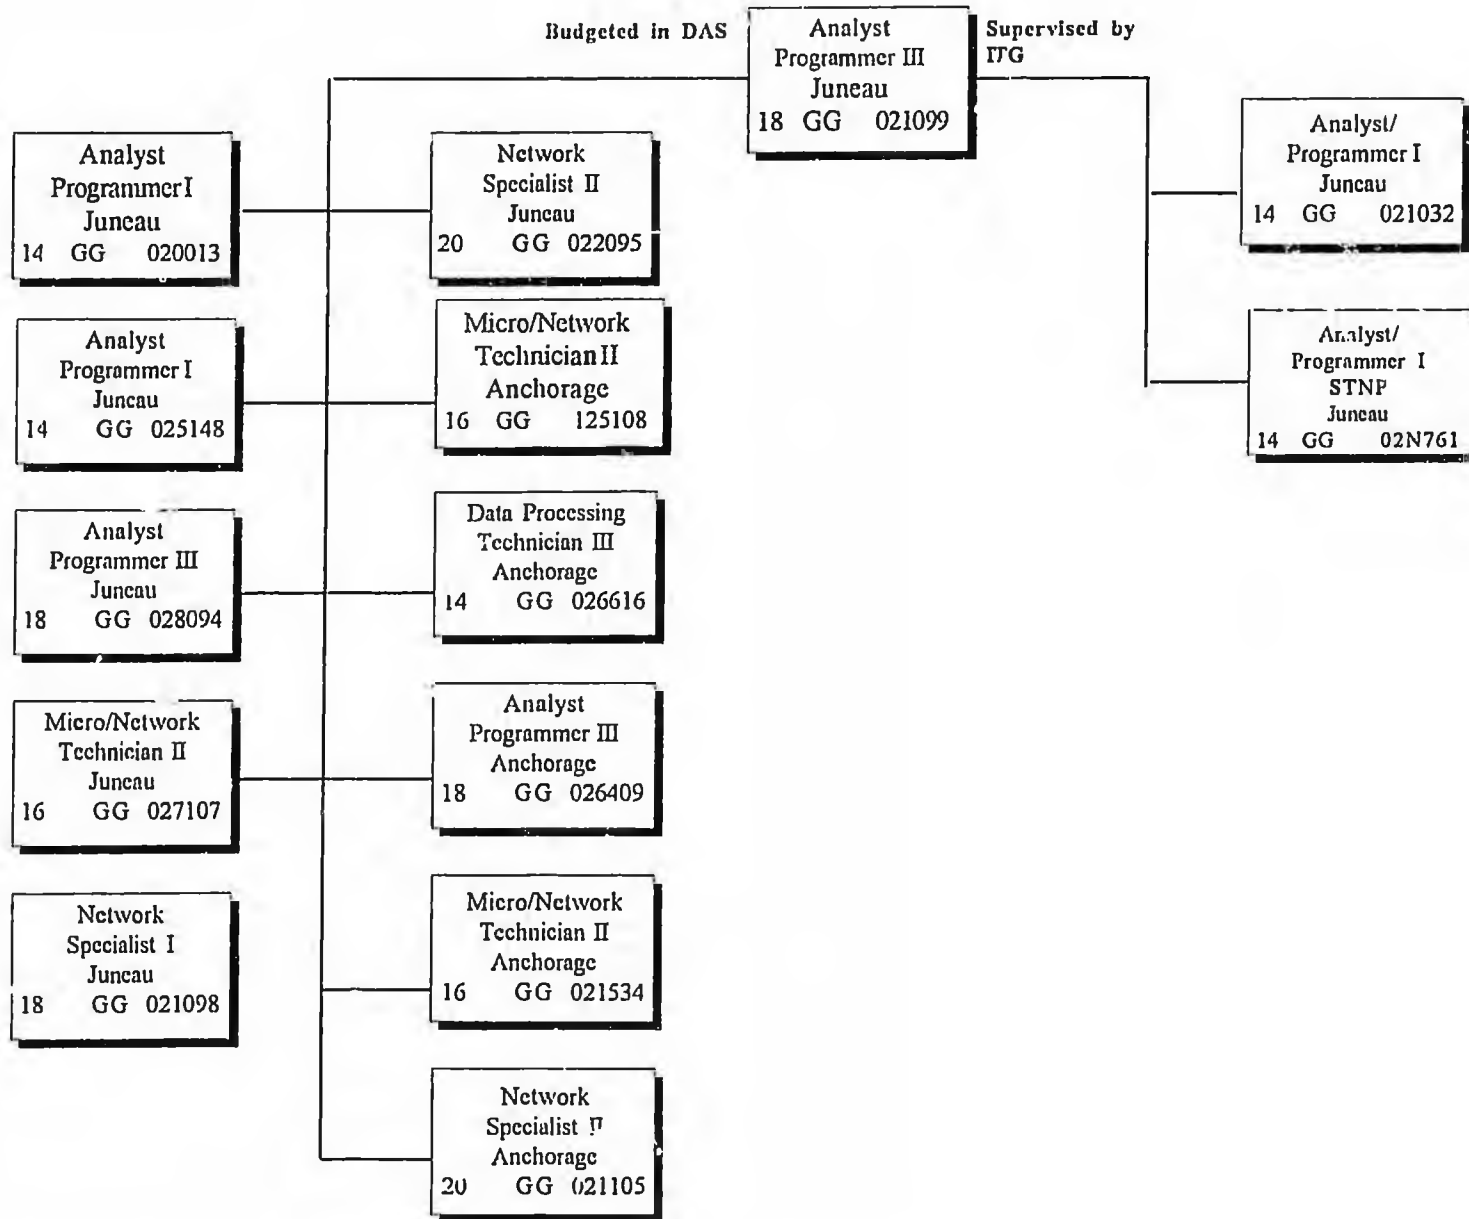 Budgeted in DAS
Analyst
Programmer III
Juneau
18 GG 021099
Supervised by
ITG
Analyst
Programmer I
Juneau
14 GG 020013
Network
Specialist II
Juneau
20 GG 022095
Analyst/
Programmer I
Juneau
14 GG 021032
Analyst
Programmer I
Juneau
14 GG 025148
Micro/Network
Technician II
Anchorage
16 GG 125108
Analyst/
Programmer I
STNP
Juneau
14 GG 02N761
Analyst
Programmer III
Juneau
18 GG 028094
Data Processing
Technician III
Anchorage
14 GG 026616
Micro/Network
Technician II
Juneau
16 GG 027107
Analyst
Programmer III
Anchorage
18 GG 026409
Network
Specialist I
Juneau
18 GG 021098
Micro/Network
Technician II
Anchorage
16 GG 021534
Network
Specialist II
Anchorage
20 GG 021105